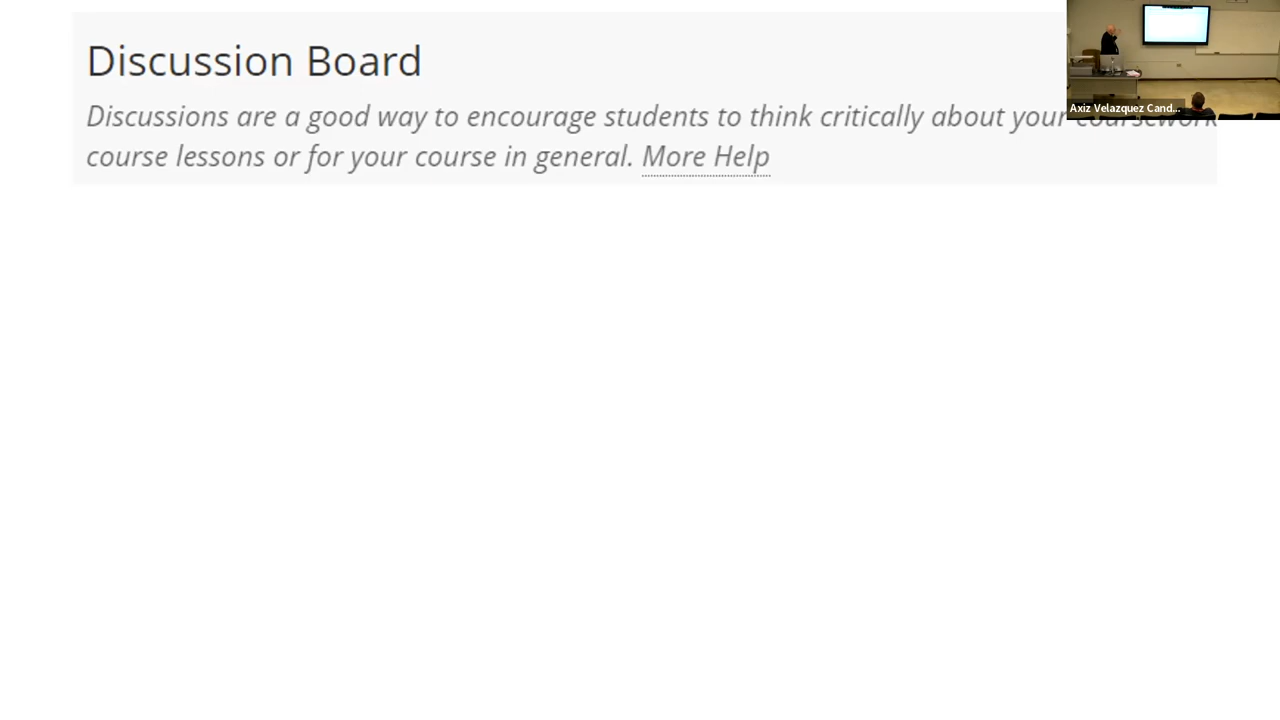 Discussion Board
Discussions are a good way to encourage students to think critically about your coursework
course lessons or for your course in general. More Help
Axiz Velazquez Cand...